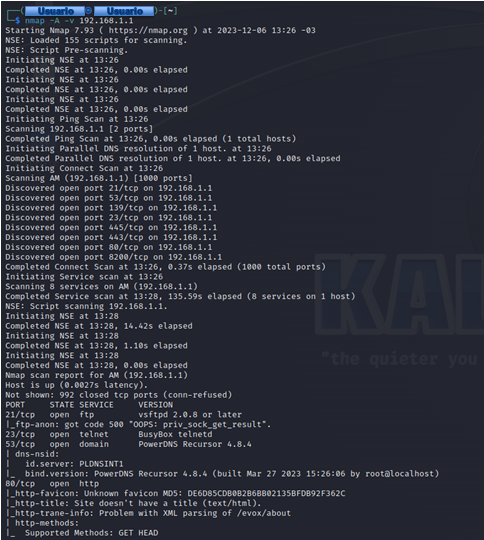 ┌──(Usuario㉿Usuario)-[~]
└─$ nmap -A -v 192.168.1.1
Starting Nmap 7.93 ( https://nmap.org ) at 2023-12-06 13:26 -03
NSE: Loaded 155 scripts for scanning.
NSE: Script Pre-scanning.
Initiating NSE at 13:26
Completed NSE at 13:26, 0.00s elapsed
Initiating NSE at 13:26
Completed NSE at 13:26, 0.00s elapsed
Initiating NSE at 13:26
Completed NSE at 13:26, 0.00s elapsed
Initiating Ping Scan at 13:26
Scanning 192.168.1.1 [2 ports]
Completed Ping Scan at 13:26, 0.00s elapsed (1 total hosts)
Initiating Parallel DNS resolution of 1 host. at 13:26
Completed Parallel DNS resolution of 1 host. at 13:26, 0.00s elapsed
Initiating Connect Scan at 13:26
Scanning AM (192.168.1.1) [1000 ports]
Discovered open port 21/tcp on 192.168.1.1
Discovered open port 53/tcp on 192.168.1.1
Discovered open port 139/tcp on 192.168.1.1
Discovered open port 23/tcp on 192.168.1.1
Discovered open port 445/tcp on 192.168.1.1
Discovered open port 443/tcp on 192.168.1.1
Discovered open port 80/tcp on 192.168.1.1
Discovered open port 8200/tcp on 192.168.1.1
Completed Connect Scan at 13:26, 0.37s elapsed (1000 total ports)
Initiating Service scan at 13:26
Scanning 8 services on AM (192.168.1.1)
Completed Service scan at 13:28, 135.59s elapsed (8 services on 1 host)
NSE: Script scanning 192.168.1.1.
Initiating NSE at 13:28
Completed NSE at 13:28, 14.42s elapsed
Initiating NSE at 13:28
Completed NSE at 13:28, 1.10s elapsed
Initiating NSE at 13:28
Completed NSE at 13:28, 0.00s elapsed
Nmap scan report for AM (192.168.1.1)
Host is up (0.0027s latency).
Not shown: 992 closed tcp ports (conn-refused)
PORT     STATE SERVICE     VERSION
21/tcp   open  ftp         vsftpd 2.0.8 or later
|_ftp-anon: got code 500 "OOPS: priv_sock_get_result".
23/tcp   open  telnet      BusyBox telnetd
53/tcp   open  domain      PowerDNS Recursor 4.8.4
| dns-nsid:
|   id.server: PLDNSINT1
|_  bind.version: PowerDNS Recursor 4.8.4 (built Mar 27 2023 15:26:06 by root@localhost)
80/tcp   open  http
|_http-favicon: Unknown favicon MD5: DE6D85CDB0B2B6BB02135BFDB92F362C
|_http-title: Site doesn't have a title (text/html).
|_http-trane-info: Problem with XML parsing of /evox/about
| http-methods:
|_  Supported Methods: GET HEAD
KAL
"the quieter you